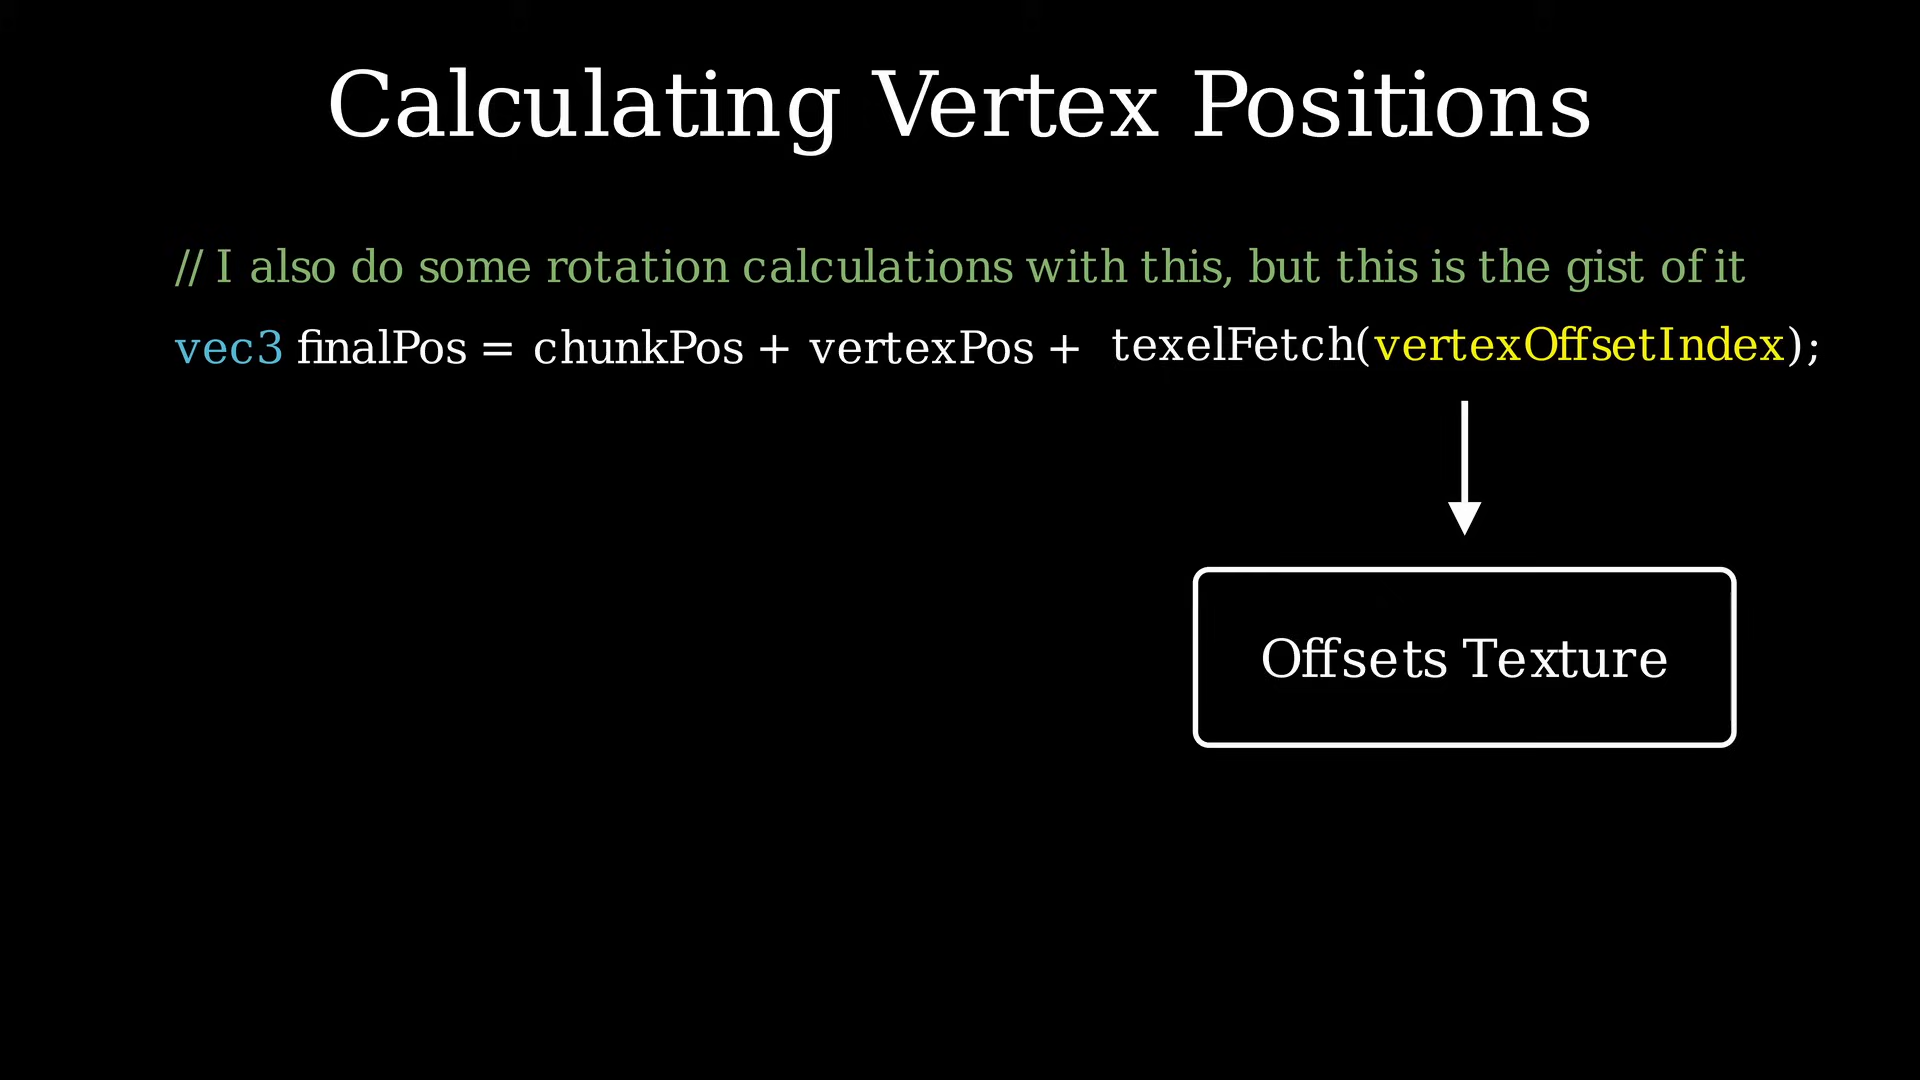 Calculating Vertex Positions
// I also do some rotation calculations with this, but this is the gist of it
vec3 finalPos = chunkPos + vertexPos + texelFetch(vertexOffsetIndex);
Offsets Texture